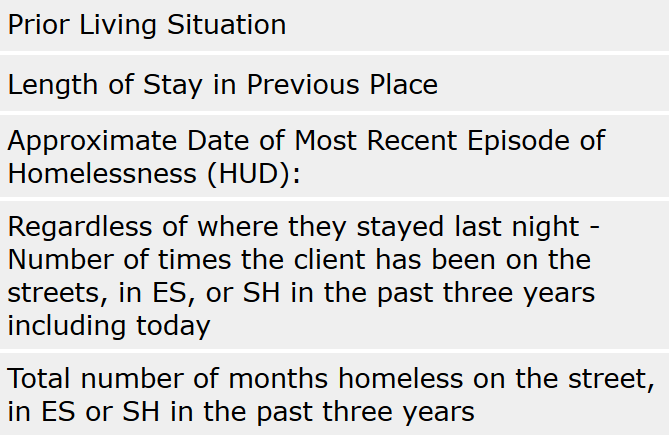 Prior Living Situation
Length of Stay in Previous Place
Approximate Date of Most Recent Episode of
Homelessness (HUD):
Regardless of where they stayed last night -
Number of times the client has been on the
streets, in ES, or SH in the past three years
including today
Total number of months homeless on the street,
in ES or SH in the past three years